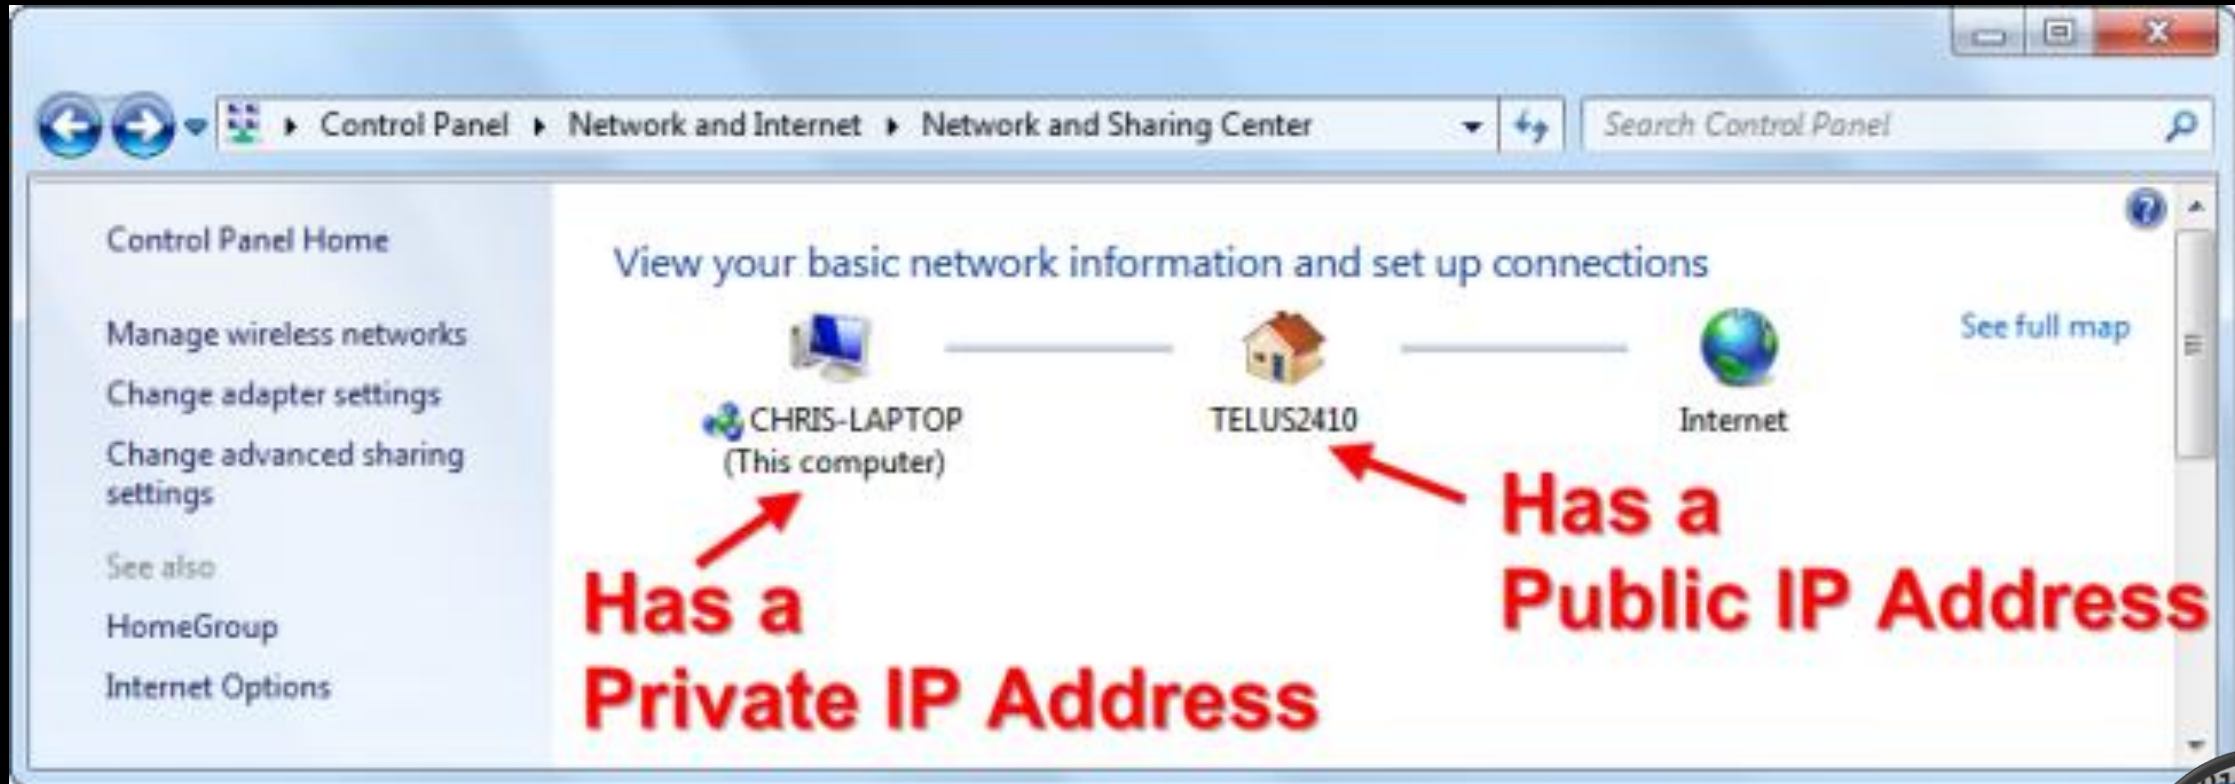 Control Panel ▸ Network and Internet ▸ Network and Sharing Center
Search Control Panel
Control Panel Home
Manage wireless networks
Change adapter settings
Change advanced sharing
settings
See also
HomeGroup
Internet Options
View your basic network information and set up connections
See full map
CHRIS-LAPTOP
(This computer)
TELUS2410
Internet
Has a
Private IP Address
Has a
Public IP Address